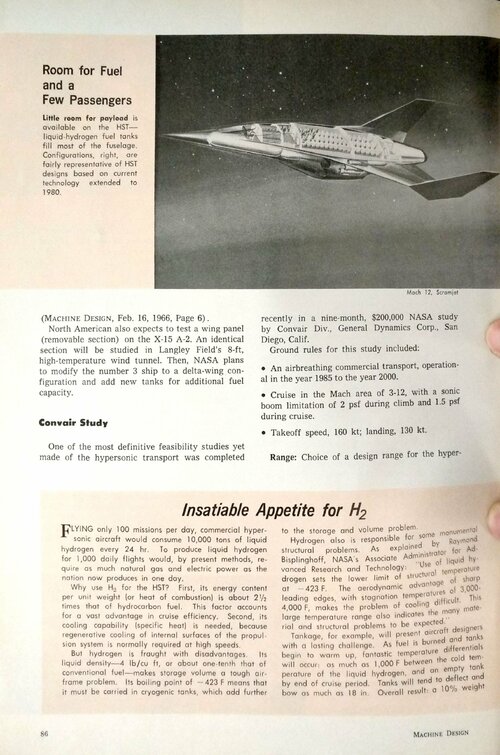 Room for Fuel
and a
Few Passengers
Little room for payload is
available on the HST—
liquid-hydrogen fuel tanks
fill most of the fuselage.
Configurations, right, are
fairly representative of HST
designs based on current
technology extended to
1980.
Mach 12, Scramjet
(MACHINE DESIGN, Feb. 16, 1966, Page 6).
North American also expects to test a wing panel
(removable section) on the X-15 A-2. An identical
section will be studied in Langley Field's 8-ft,
high-temperature wind tunnel. Then, NASA plans
to modify the number 3 ship to a delta-wing con-
figuration and add new tanks for additional fuel
capacity.
Convair Study
One of the most definitive feasibility studies yet
made of the hypersonic transport was completed
recently in a nine-month, $200,000 NASA study
by Convair Div., General Dynamics Corp., San
Diego, Calif.
Ground rules for this study included:
• An airbreathing commercial transport, operation-
al in the year 1985 to the year 2000.
• Cruise in the Mach area of 3-12, with a sonic
boom limitation of 2 psf during climb and 1.5 psf
during cruise.
• Takeoff speed, 160 kt; landing, 130 kt.
Range: Choice of a design range for the hyper-
Insatiable Appetite for H2
FLYING only 100 missions per day, commercial hyper-
sonic aircraft would consume 10,000 tons of liquid
hydrogen every 24 hr. To produce liquid hydrogen
for 1,000 daily flights would, by present methods, re-
quire as much natural gas and electric power as the
nation now produces in one day.
Why use H2 for the HST? First, its energy content
per unit weight (or heat of combustion) is about 2½
times that of hydrocarbon fuel. This factor accounts
for a vast advantage in cruise efficiency. Second, its
cooling capability (specific heat) is needed, because
regenerative cooling of internal surfaces of the propul-
sion system is normally required at high speeds.
But hydrogen is fraught with disadvantages. Its
liquid density—4 lb/cu ft, or about one-tenth that of
conventional fuel—makes storage volume a tough air-
frame problem. Its boiling point of −423 F means that
it must be carried in cryogenic tanks, which add further
to the storage and volume problem.
Hydrogen also is responsible for some monumental
structural problems. As explained by Raymond
Bisplinghoff, NASA's Associate Administrator for Ad-
vanced Research and Technology: "Use of liquid hy-
drogen sets the lower limit of structural temperature
at −423 F. The aerodynamic advantage of sharp
leading edges, with stagnation temperatures of 3,000-
4,000 F, makes the problem of cooling difficult. This
large temperature range also indicates the many mate-
rial and structural problems to be expected."
Tankage, for example, will present aircraft designers
with a lasting challenge. As fuel is burned and tanks
begin to warm up, fantastic temperature differentials
will occur: as much as 1,000 F between the cold tem-
perature of the liquid hydrogen, and an empty tank
by end of cruise period. Tanks will tend to deflect and
bow as much as 18 in. Overall result: a 10% weight
86
MACHINE DESIGN